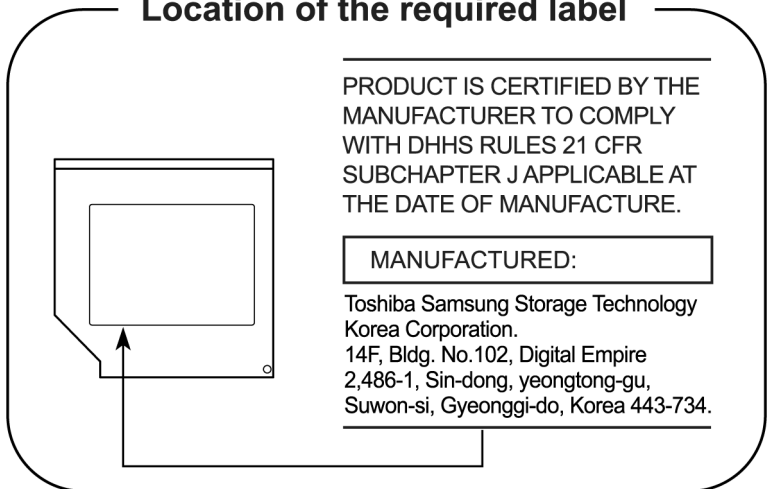 Location of the required label
PRODUCT IS CERTIFIED BY THE
MANUFACTURER TO COMPLY
WITH DHHS RULES 21 CFR
SUBCHAPTER J APPLICABLE AT
THE DATE OF MANUFACTURE.
MANUFACTURED:
Toshiba Samsung Storage Technology
Korea Corporation.
14F, Bldg. No.102, Digital Empire
2,486-1, Sin-dong, yeongtong-gu,
Suwon-si, Gyeonggi-do, Korea 443-734.